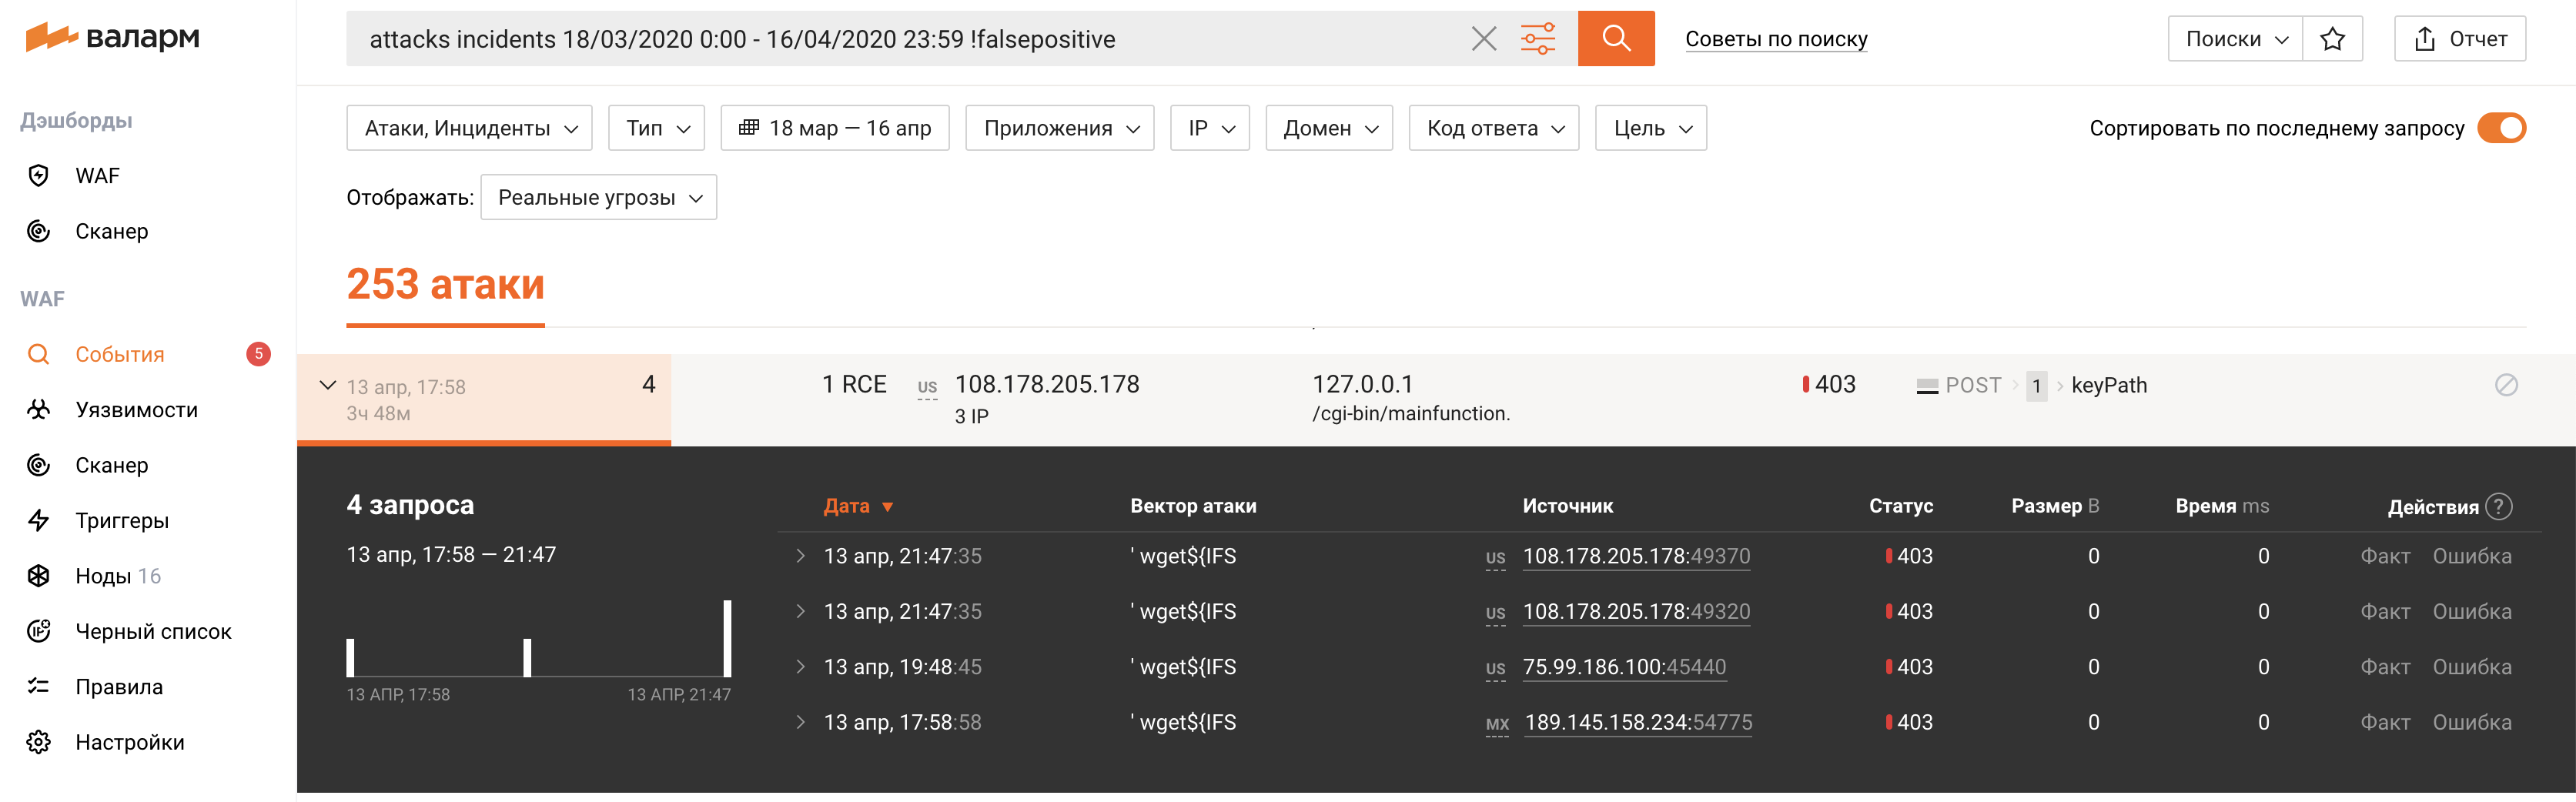 валарм
attacks incidents 18/03/2020 0:00 - 16/04/2020 23:59 !falsepositive
Советы по поиску
Поиски
Отчет
Дэшборды
WAF
Сканер
WAF
События 5
Уязвимости
Сканер
Триггеры
Ноды 16
Черный список
Правила
Настройки
Атаки, Инциденты
Тип
18 мар — 16 апр
Приложения
IP
Домен
Код ответа
Цель
Сортировать по последнему запросу
Отображать: Реальные угрозы
253 атаки
13 апр, 17:58 4 1 RCE US 108.178.205.178 127.0.0.1 403 POST 1 keyPath
3ч 48м 3 IP /cgi-bin/mainfunction.
4 запроса
13 апр, 17:58 — 21:47
13 АПР, 17:58 13 АПР, 21:47
Дата Вектор атаки Источник Статус Размер B Время ms Действия ?
13 апр, 21:47:35 ' wget${IFS US 108.178.205.178:49370 403 0 0 Факт Ошибка
13 апр, 21:47:35 ' wget${IFS US 108.178.205.178:49320 403 0 0 Факт Ошибка
13 апр, 19:48:45 ' wget${IFS US 75.99.186.100:45440 403 0 0 Факт Ошибка
13 апр, 17:58:58 ' wget${IFS MX 189.145.158.234:54775 403 0 0 Факт Ошибка